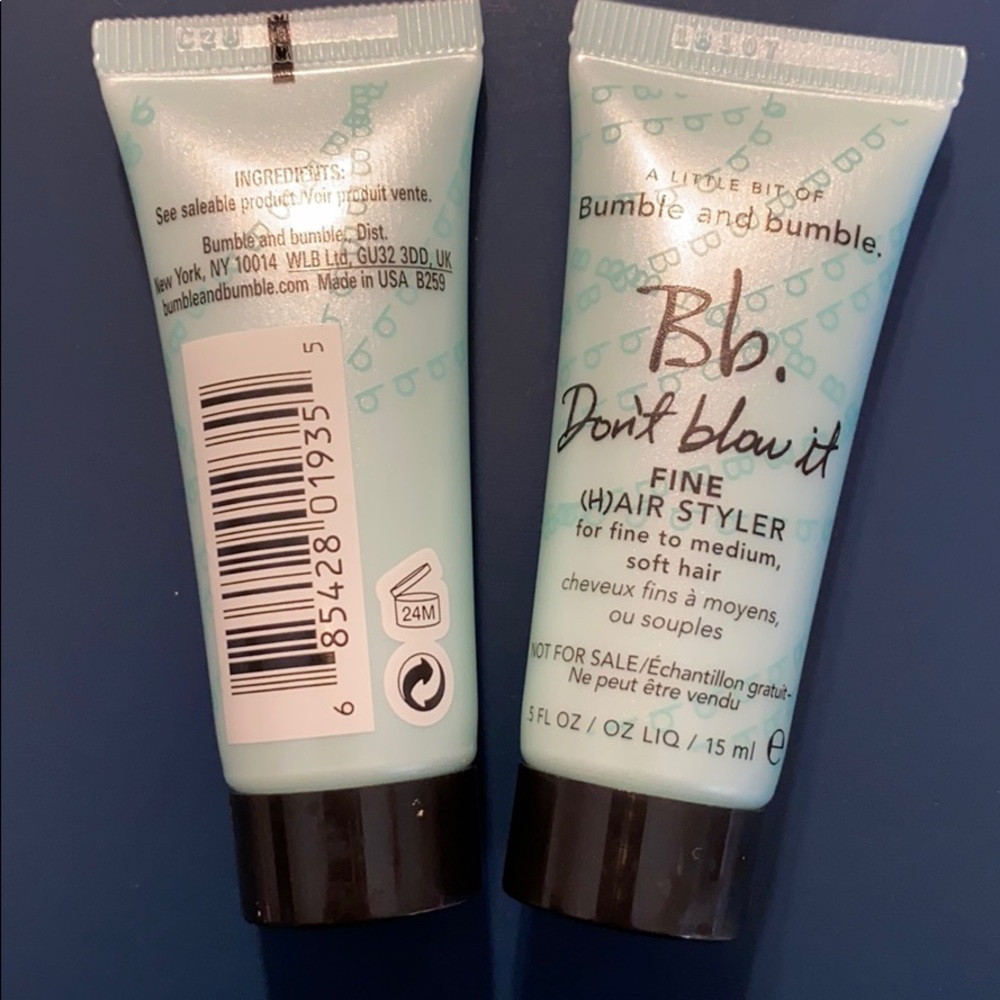 C28
INGREDIENTS:
See saleable product./Voir produit vente.
Bumble and bumble., Dist.
New York, NY 10014 WLB Ltd, GU32 3DD, UK
bumbleandbumble.com Made in USA B259
6 85428 01935 5
24M
A LITTLE BIT OF
Bumble and bumble.
Bb.
Don't blow it
FINE
(H)AIR STYLER
for fine to medium,
soft hair
cheveux fins à moyens,
ou souples
NOT FOR SALE/Échantillon gratuit-
Ne peut être vendu
.5 FL OZ / OZ LIQ / 15 ml e